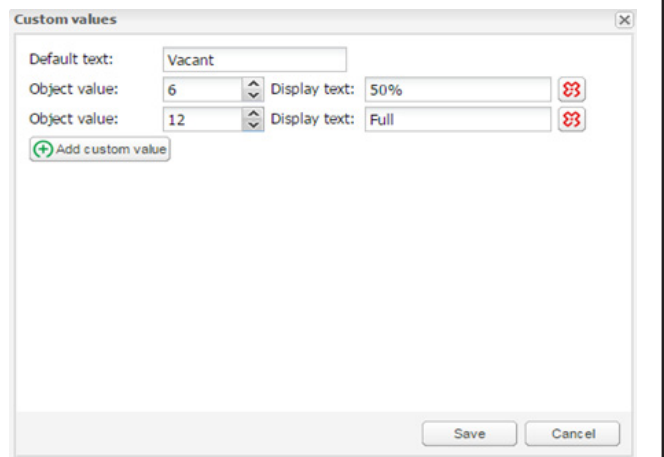 Custom values
Default text: Vacant
Object value: 6 Display text: 50%
Object value: 12 Display text: Full
Add custom value
Save Cancel